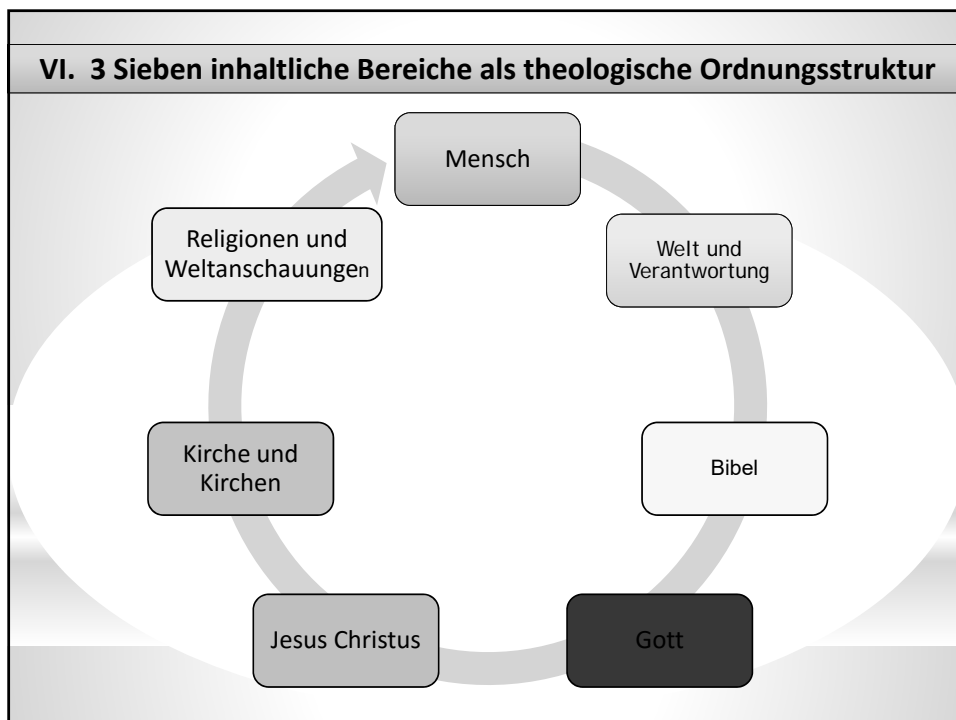 VI. 3 Sieben inhaltliche Bereiche als theologische Ordnungsstruktur
Mensch
Welt und
Verantwortung
Bibel
Gott
Jesus Christus
Kirche und
Kirchen
Religionen und
Weltanschauungen